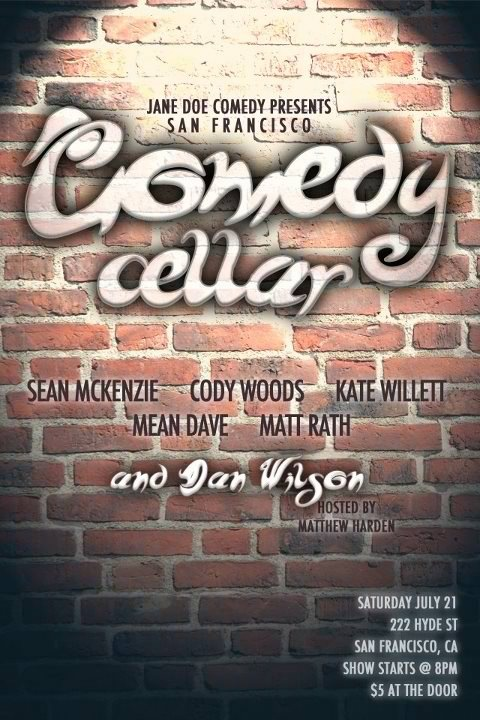 JANE DOE COMEDY PRESENTS
SAN FRANCISCO
Comedy
cellar
SEAN MCKENZIE CODY WOODS KATE WILLETT
MEAN DAVE MATT RATH
and Dan Wilson
HOSTED BY
MATTHEW HARDEN
SATURDAY JULY 21
222 HYDE ST
SAN FRANCISCO, CA
SHOW STARTS @ 8PM
$5 AT THE DOOR